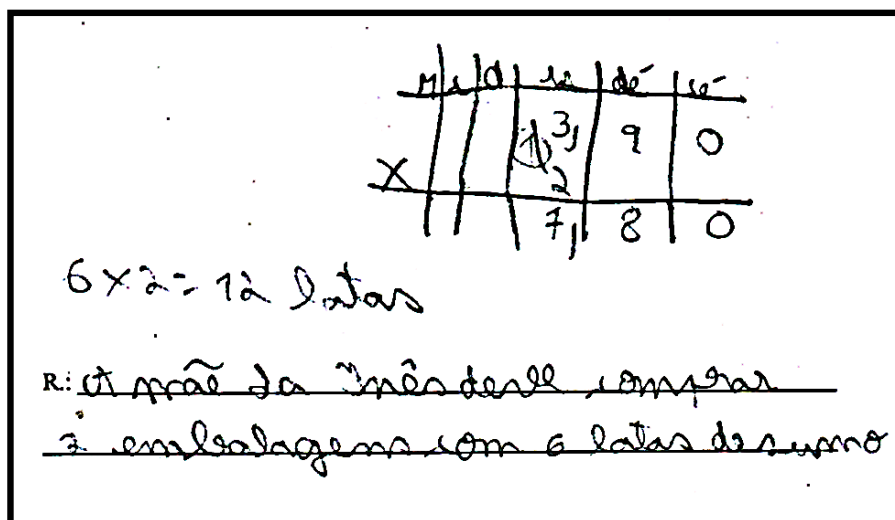 M c d u dé cé
1 3, 9 0
X 2
7, 8 0
6 x 2 = 12 latas
R.: A mãe da Inês deve comprar
2 embalagens com 6 latas de sumo